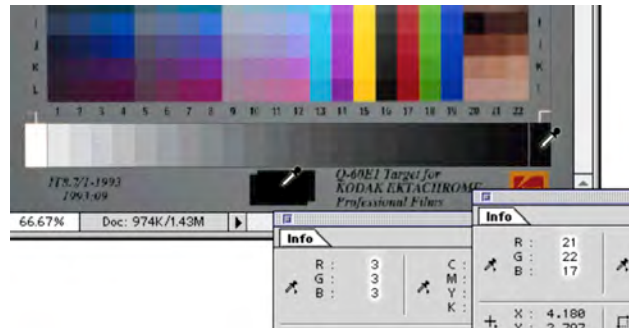 I
J
K
L
I
J
K
L
1 2 3 4 5 6 7 8 9 10 11 12 13 14 15 16 17 18 19 20 21 22
IT8.7/1-1993
1993:09
Q-60E1 Target for
KODAK EKTACHROME
Professional Films
66.67% Doc: 974K/1.43M
Info
R : 3
G : 3
B : 3
C :
M :
Y :
K :
Info
R : 21
G : 22
B : 17
X : 4.180
Y : 3.797